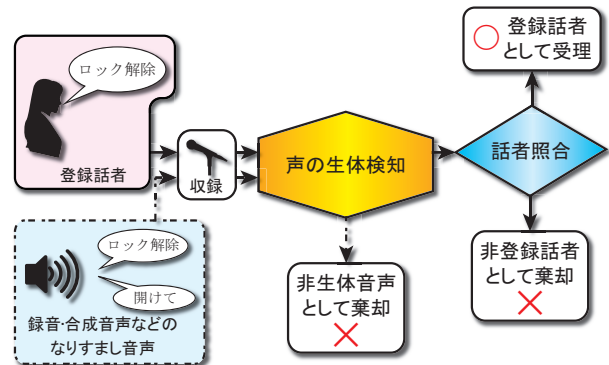 ロック解除
登録話者
ロック解除
開けて
録音・合成音声などの
なりすまし音声
収録
声の生体検知
非生体音声
として棄却
話者照合
登録話者
として受理
非登録話者
として棄却